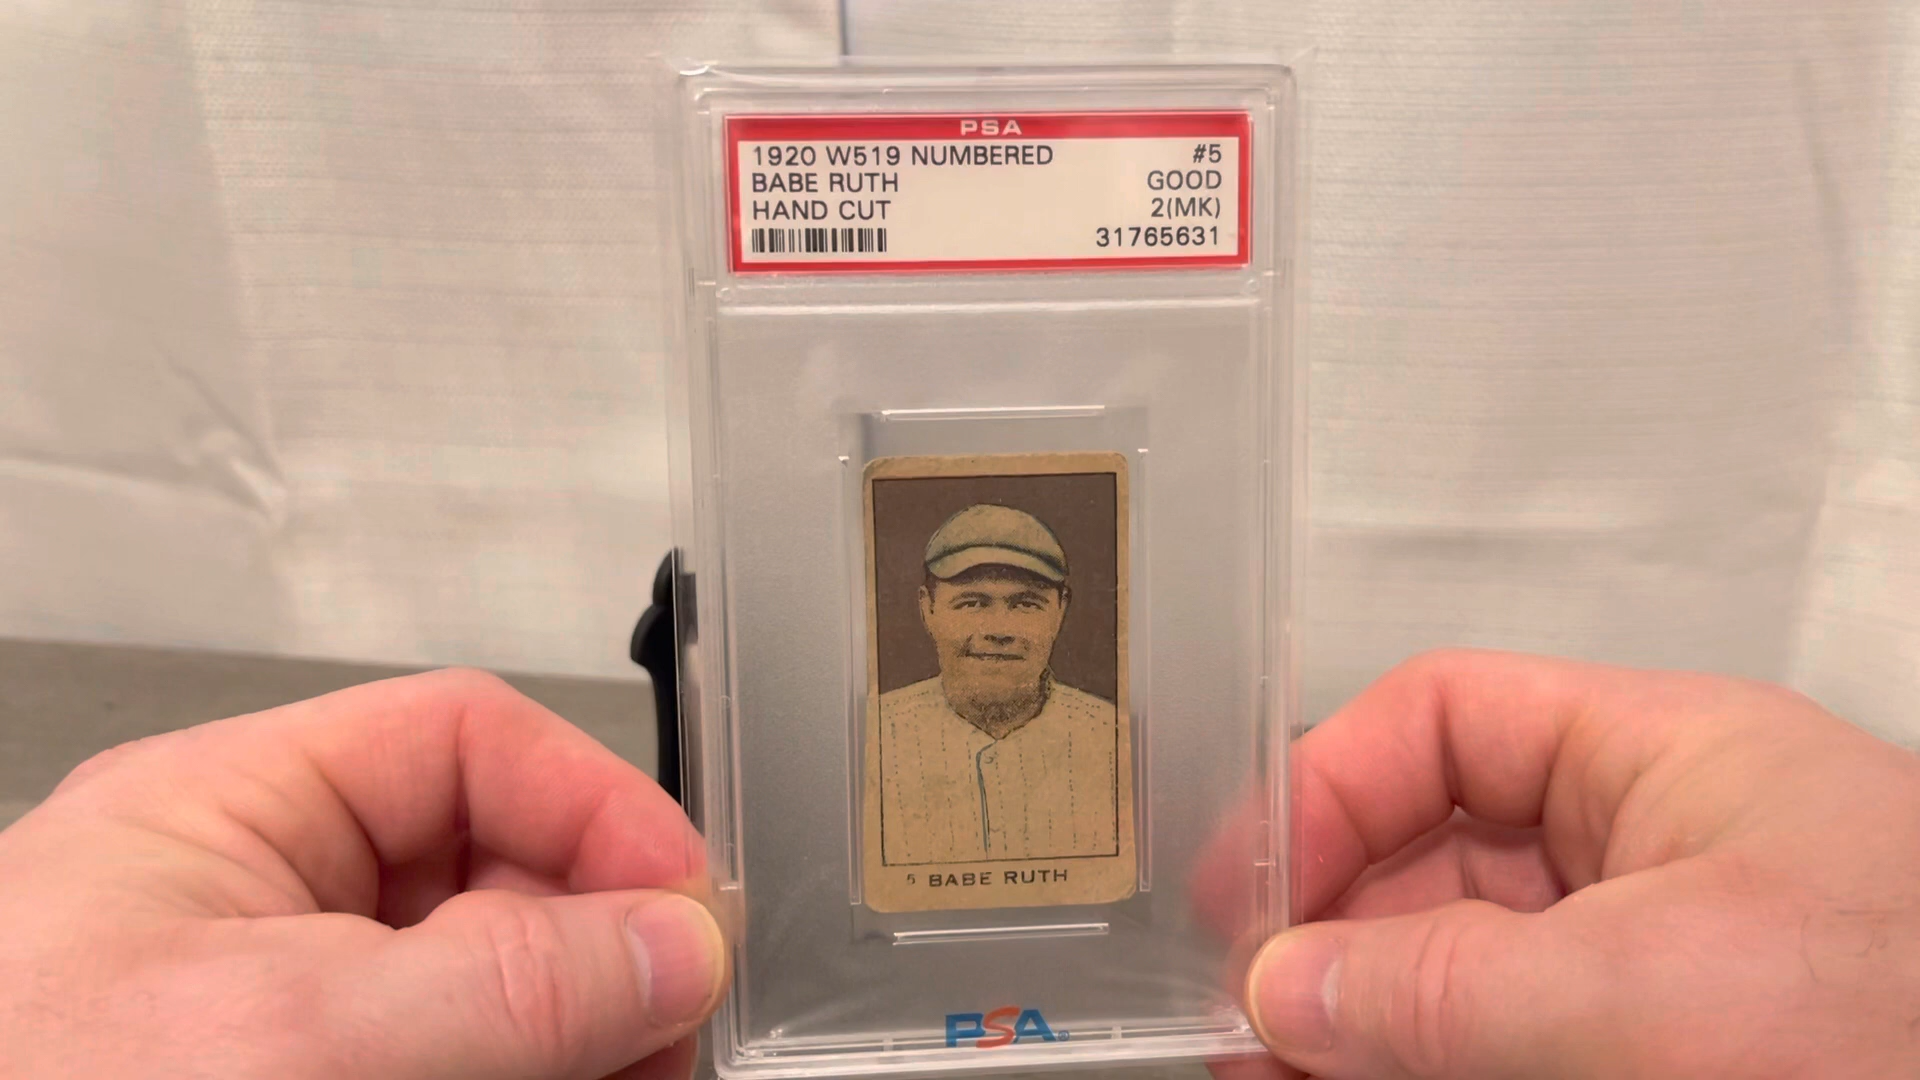 PSA
1920 W519 NUMBERED #5
BABE RUTH GOOD
HAND CUT 2(MK)
31765631
5 BABE RUTH
PSA®